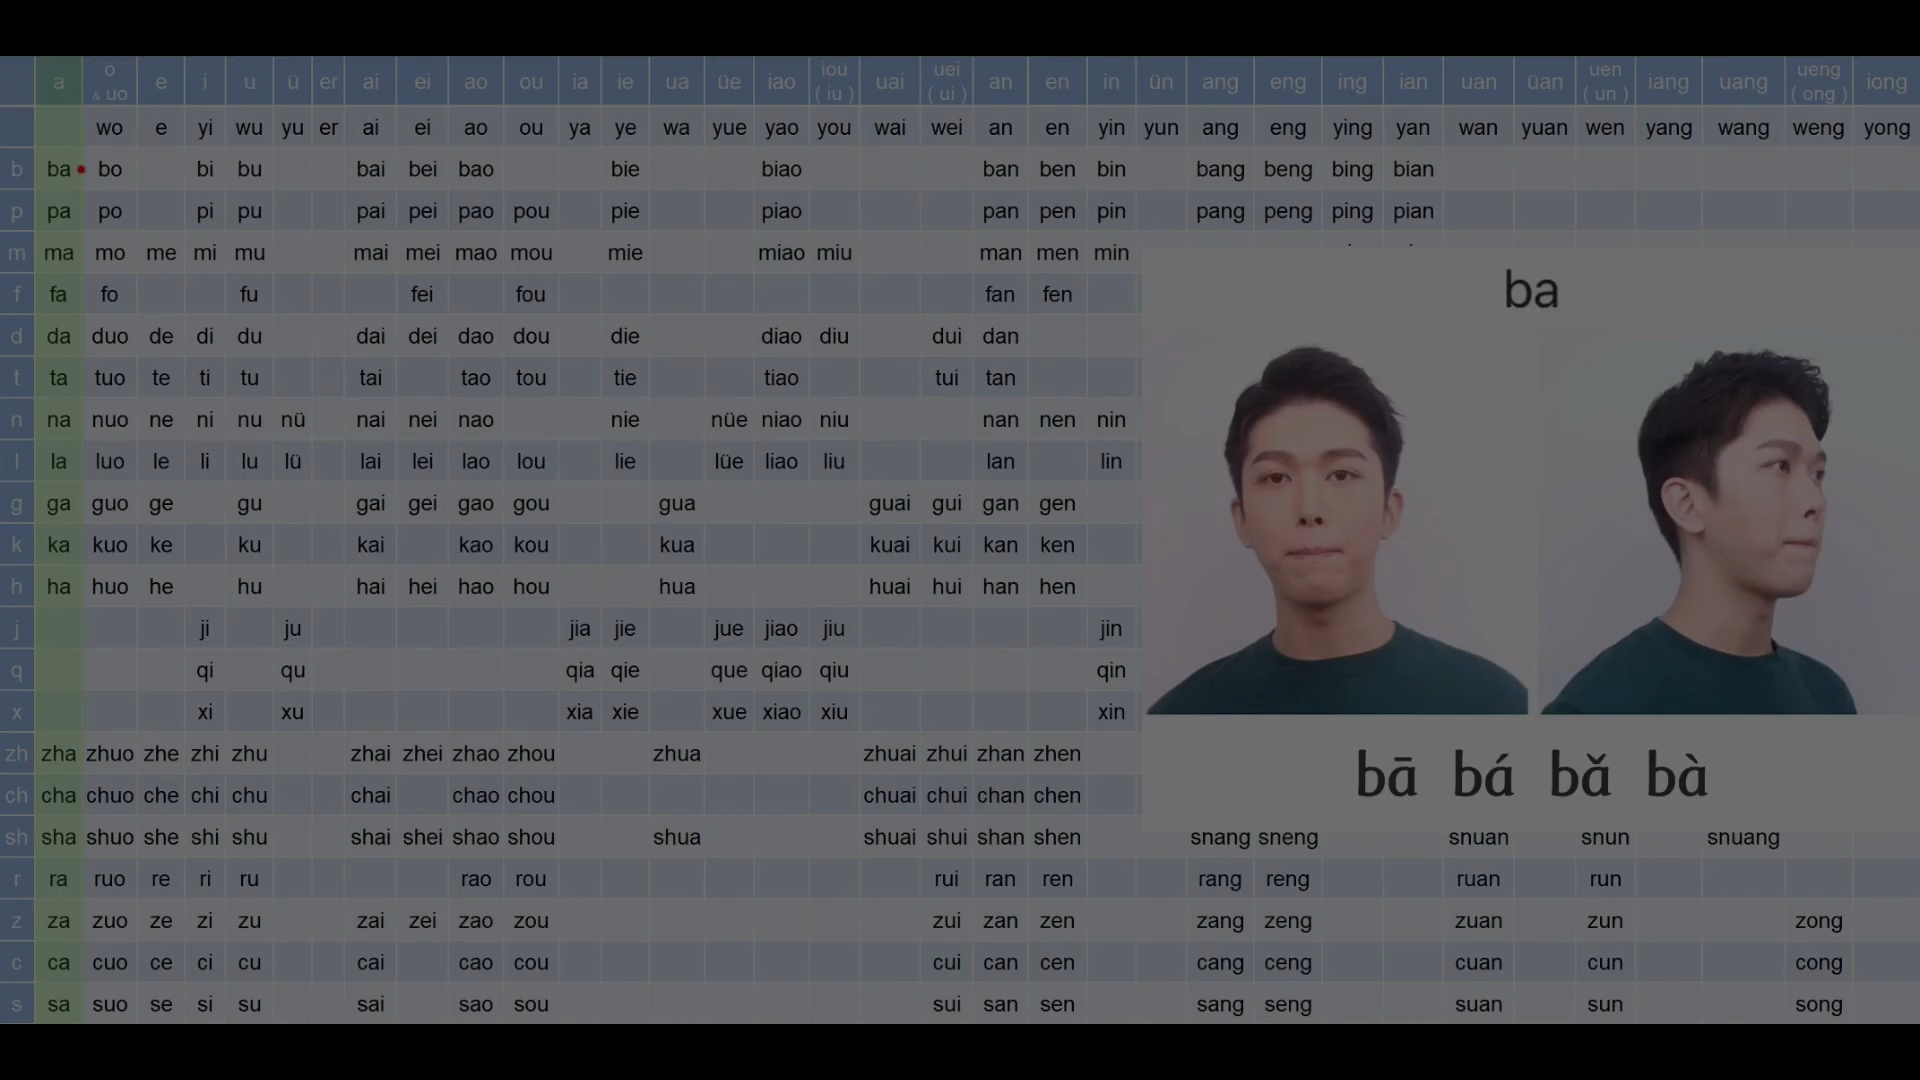 a o & uo e i u ü er ai ei ao ou ia ie ua üe iao iou ( iu ) uai uei ( ui ) an en in ün ang eng ing ian uan üan uen ( un ) iang uang ueng ( ong ) iong
wo e yi wu yu er ai ei ao ou ya ye wa yue yao you wai wei an en yin yun ang eng ying yan wan yuan wen yang wang weng yong
b ba bo bi bu bai bei bao bie biao ban ben bin bang beng bing bian
p pa po pi pu pai pei pao pou pie piao pan pen pin pang peng ping pian
m ma mo me mi mu mai mei mao mou mie miao miu man men min
f fa fo fu fei fou fan fen
d da duo de di du dai dei dao dou die diao diu dui dan
t ta tuo te ti tu tai tao tou tie tiao tui tan
n na nuo ne ni nu nü nai nei nao nie nüe niao niu nan nen nin
l la luo le li lu lü lai lei lao lou lie lüe liao liu lan lin
g ga guo ge gu gai gei gao gou gua guai gui gan gen
k ka kuo ke ku kai kao kou kua kuai kui kan ken
h ha huo he hu hai hei hao hou hua huai hui han hen
j ji ju jia jie jue jiao jiu jin
q qi qu qia qie que qiao qiu qin
x xi xu xia xie xue xiao xiu xin
zh zha zhuo zhe zhi zhu zhai zhei zhao zhou zhua zhuai zhui zhan zhen
ch cha chuo che chi chu chai chao chou chuai chui chan chen
sh sha shuo she shi shu shai shei shao shou shua shuai shui shan shen shang sheng shuan shun shuang
r ra ruo re ri ru rao rou rui ran ren rang reng ruan run
z za zuo ze zi zu zai zei zao zou zui zan zen zang zeng zuan zun zong
c ca cuo ce ci cu cai cao cou cui can cen cang ceng cuan cun cong
s sa suo se si su sai sao sou sui san sen sang seng suan sun song
ba
bā bá bǎ bà